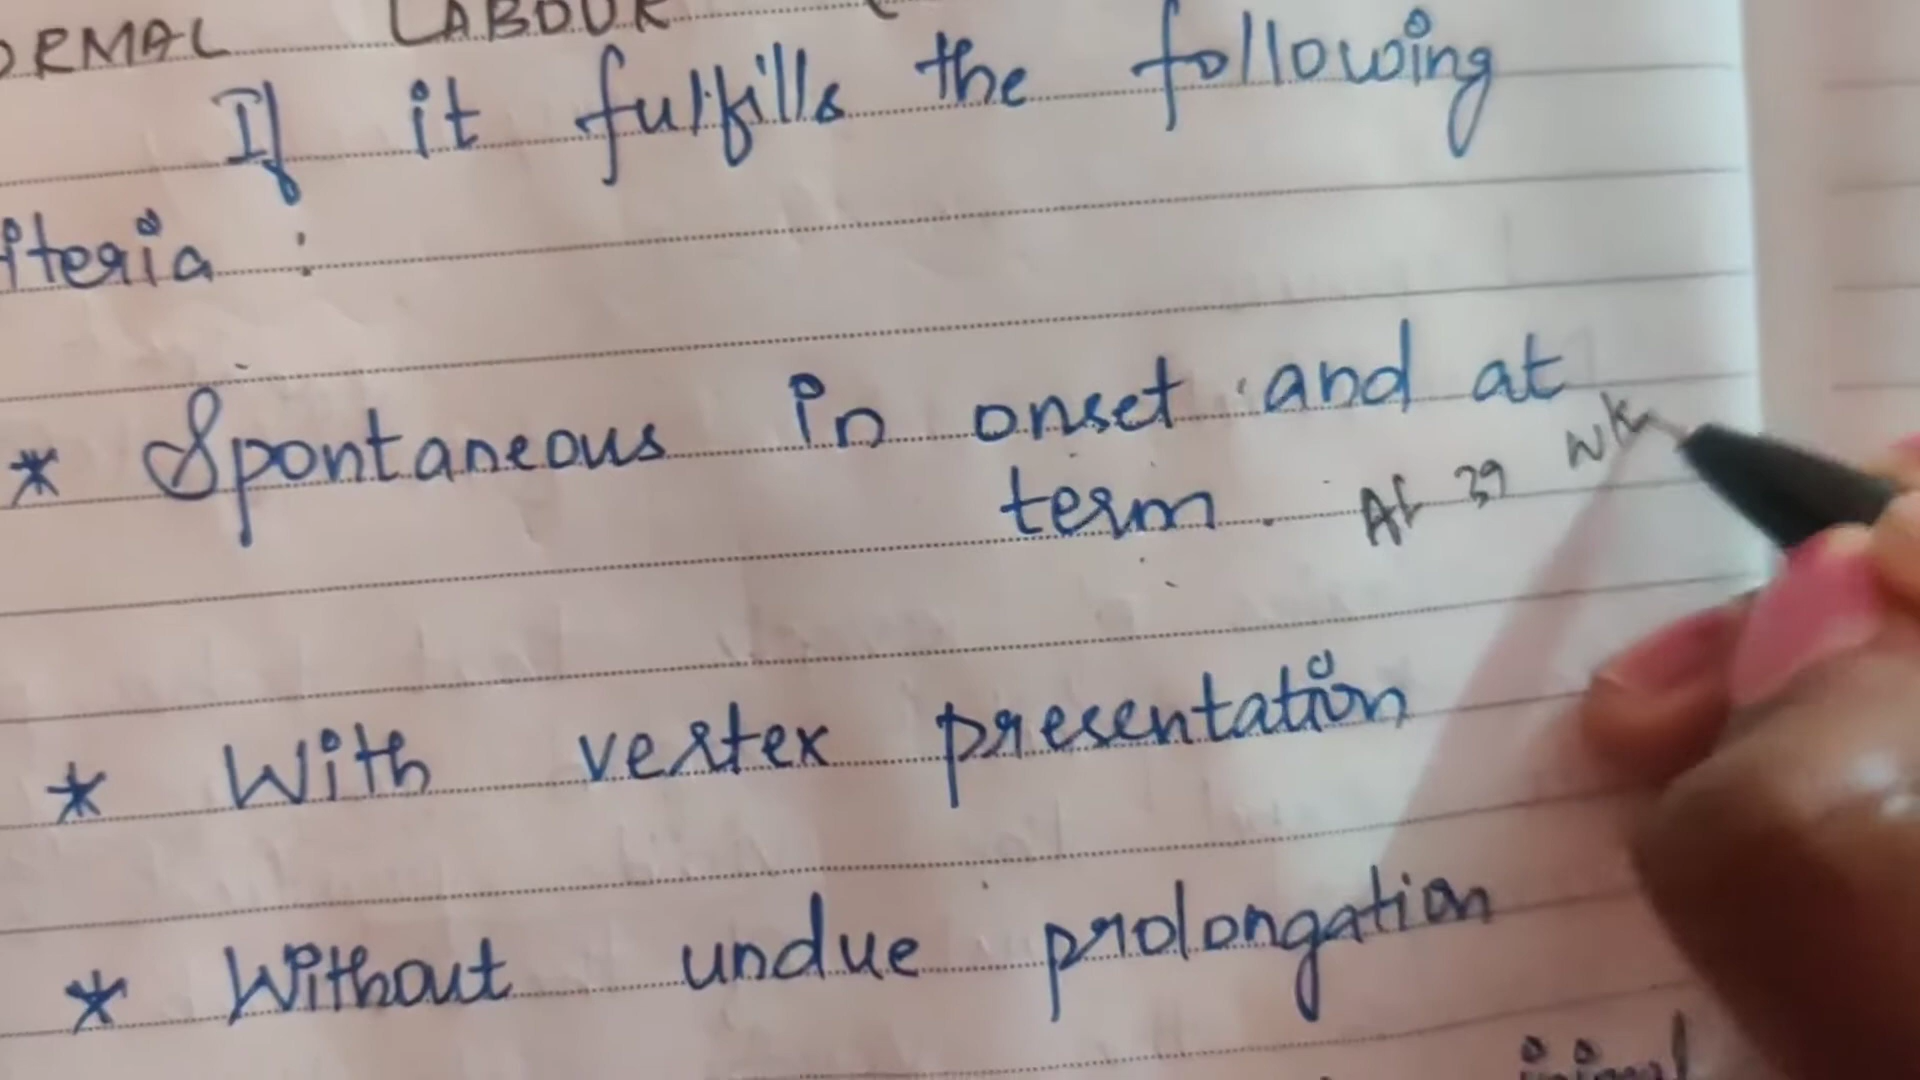 ORMAL LABOUR
If it fulfills the following
iteria :
* Spontaneous in onset and at
term. At 39 wk
* With vertex presentation
* Without undue prolongation